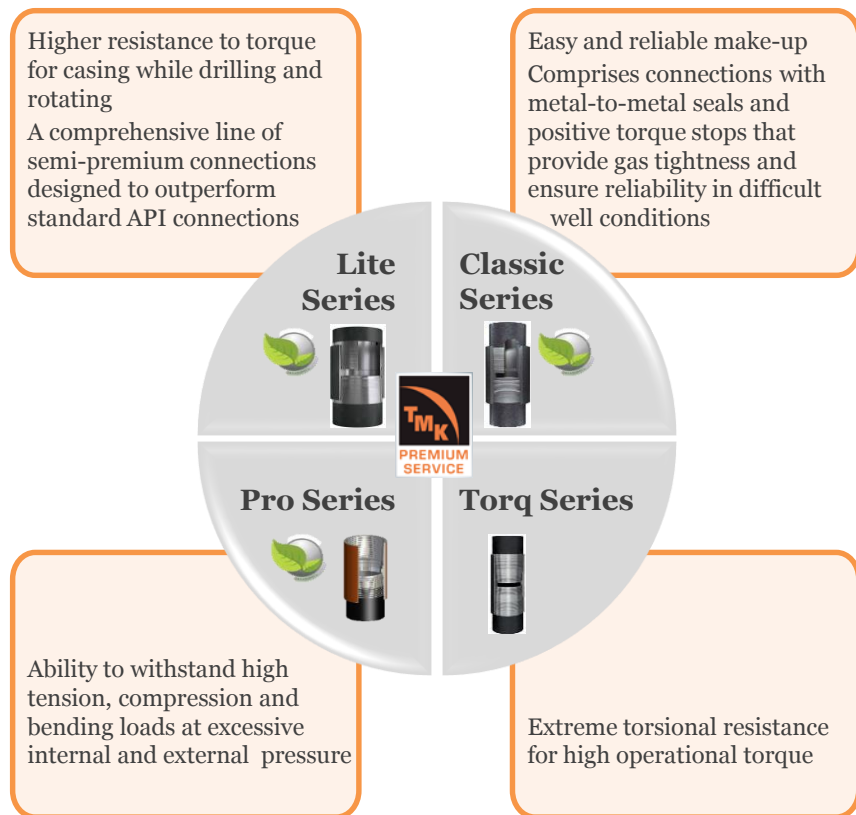 Higher resistance to torque
for casing while drilling and
rotating
A comprehensive line of
semi-premium connections
designed to outperform
standard API connections
Easy and reliable make-up
Comprises connections with
metal-to-metal seals and
positive torque stops that
provide gas tightness and
ensure reliability in difficult
well conditions
Lite
Series
Classic
Series
TMK
PREMIUM
SERVICE
Pro Series
Torq Series
Ability to withstand high
tension, compression and
bending loads at excessive
internal and external pressure
Extreme torsional resistance
for high operational torque